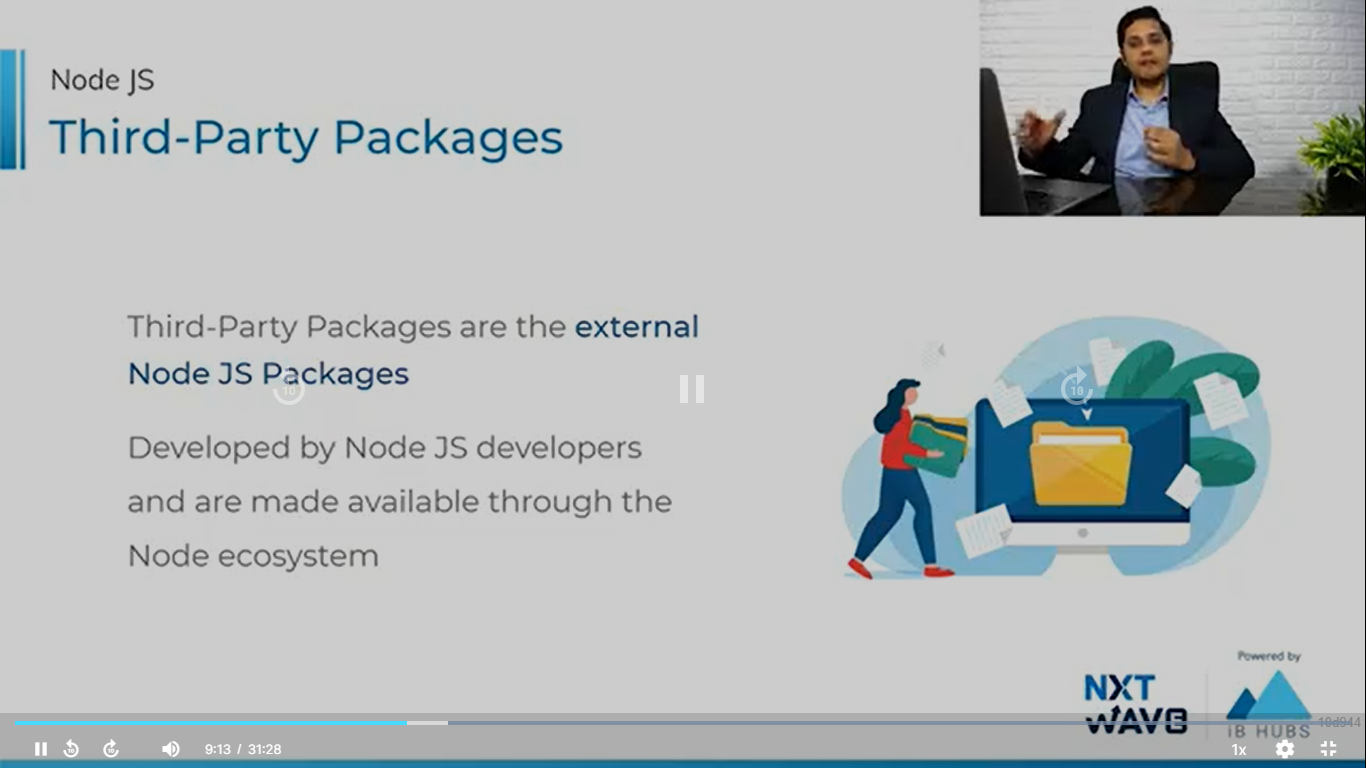 Node JS
Third-Party Packages
Third-Party Packages are the external
Node JS Packages
10
10
Developed by Node JS developers
and are made available through the
Node ecosystem
Powered by
NXT
WAVE
iB HUBS
10
10
9:13 / 31:28
1x